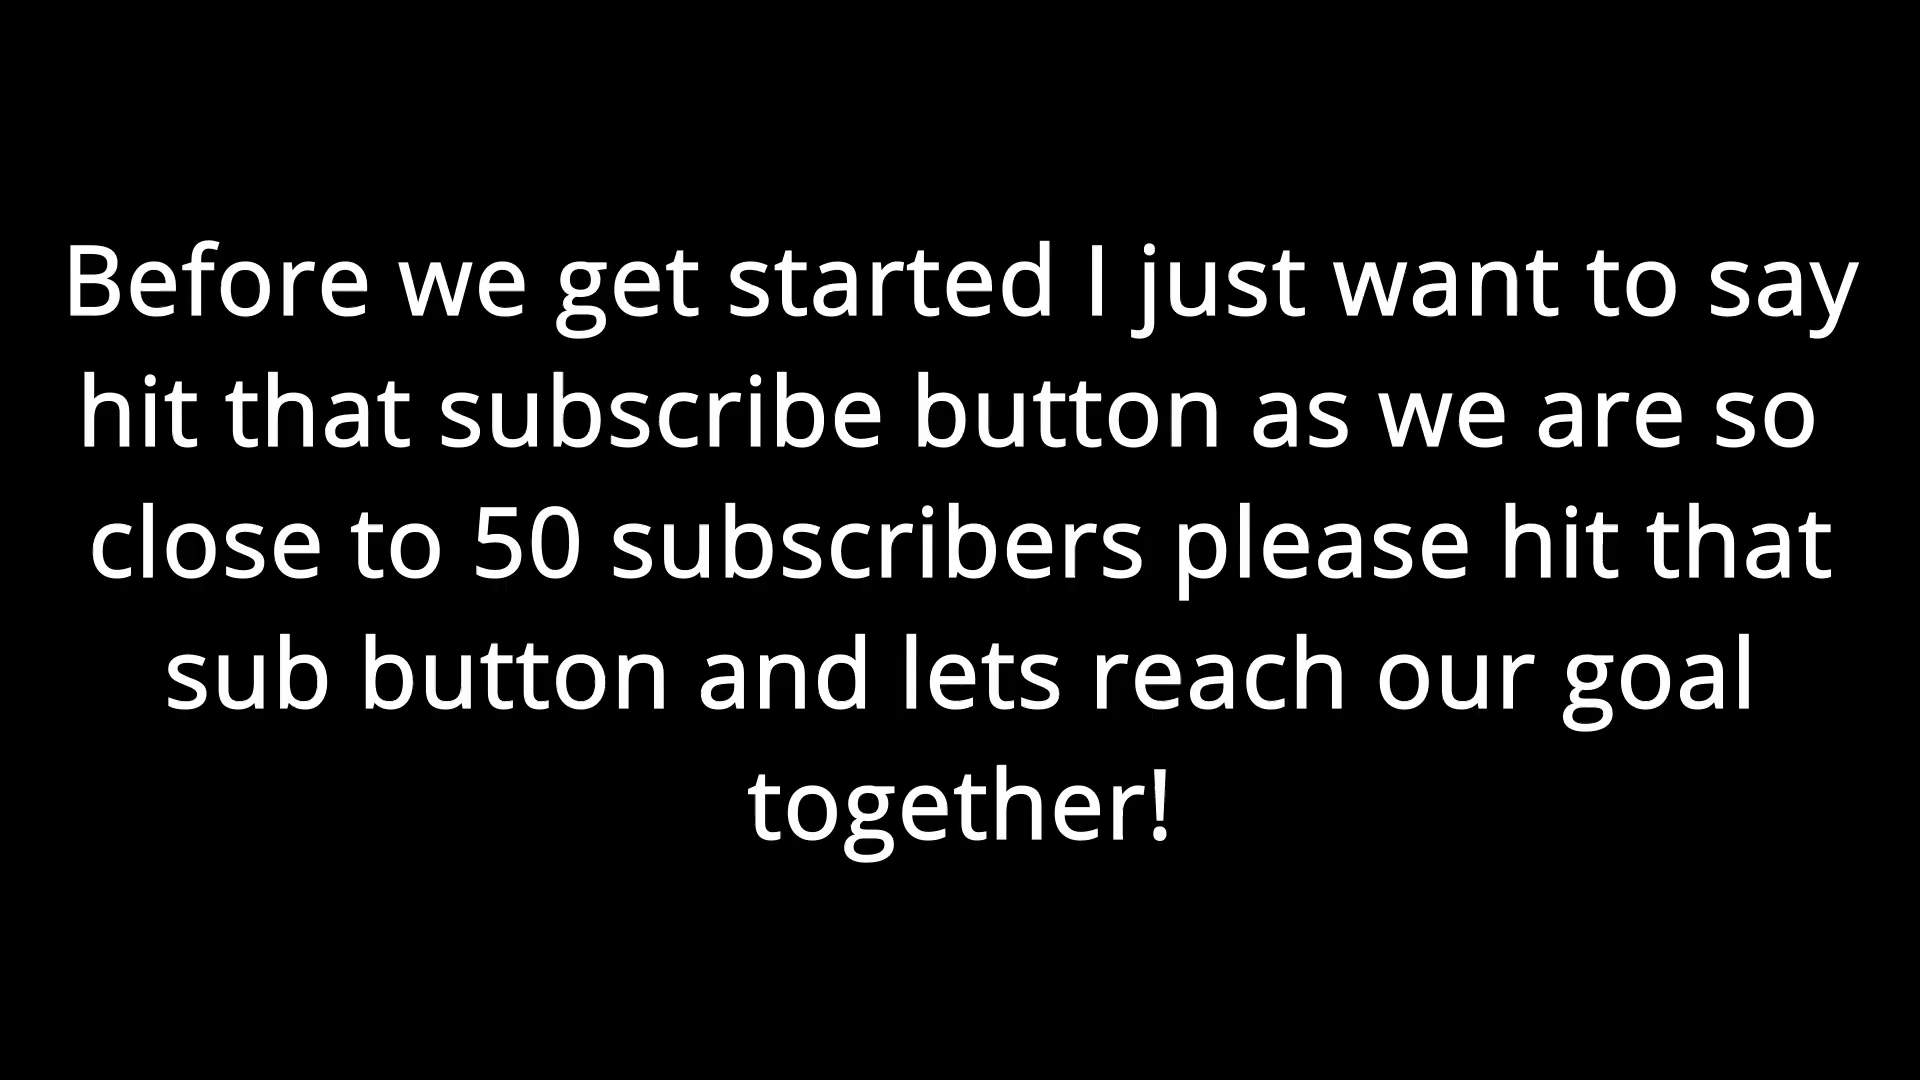 Before we get started I just want to say
hit that subscribe button as we are so
close to 50 subscribers please hit that
sub button and lets reach our goal
together!